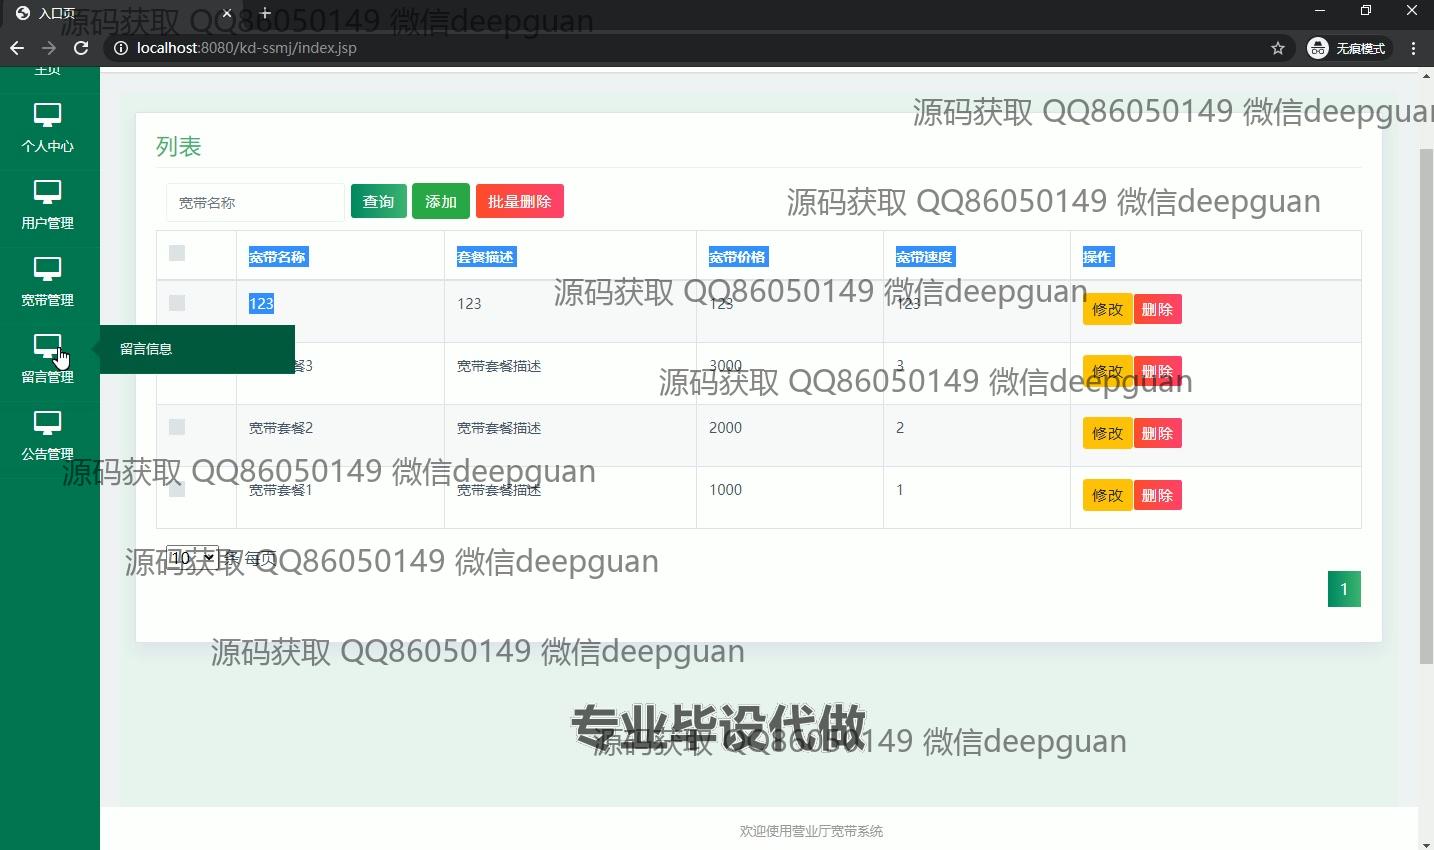 入口页
源码获取 QQ86050149 微信deepguan
localhost:8080/kd-ssmj/index.jsp
无痕模式
主页
个人中心
用户管理
宽带管理
留言管理
留言信息
公告管理
源码获取 QQ86050149 微信deepguan
列表
宽带名称 查询 添加 批量删除
源码获取 QQ86050149 微信deepguan
宽带名称 套餐描述 宽带价格 宽带速度 操作
源码获取 QQ86050149 微信deepguan
123 123 123 123 修改 删除
套餐3 宽带套餐描述 3000 3 修改 删除
源码获取 QQ86050149 微信deepguan
宽带套餐2 宽带套餐描述 2000 2 修改 删除
源码获取 QQ86050149 微信deepguan
宽带套餐1 宽带套餐描述 1000 1 修改 删除
10 条 每页
源码获取 QQ86050149 微信deepguan
1
源码获取 QQ86050149 微信deepguan
专业毕设代做
源码获取 QQ86050149 微信deepguan
欢迎使用营业厅宽带系统